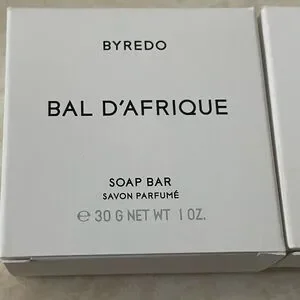 BYREDO
BAL D'AFRIQUE
SOAP BAR
SAVON PARFUMÉ
℮ 30 G NET WT 1 OZ.